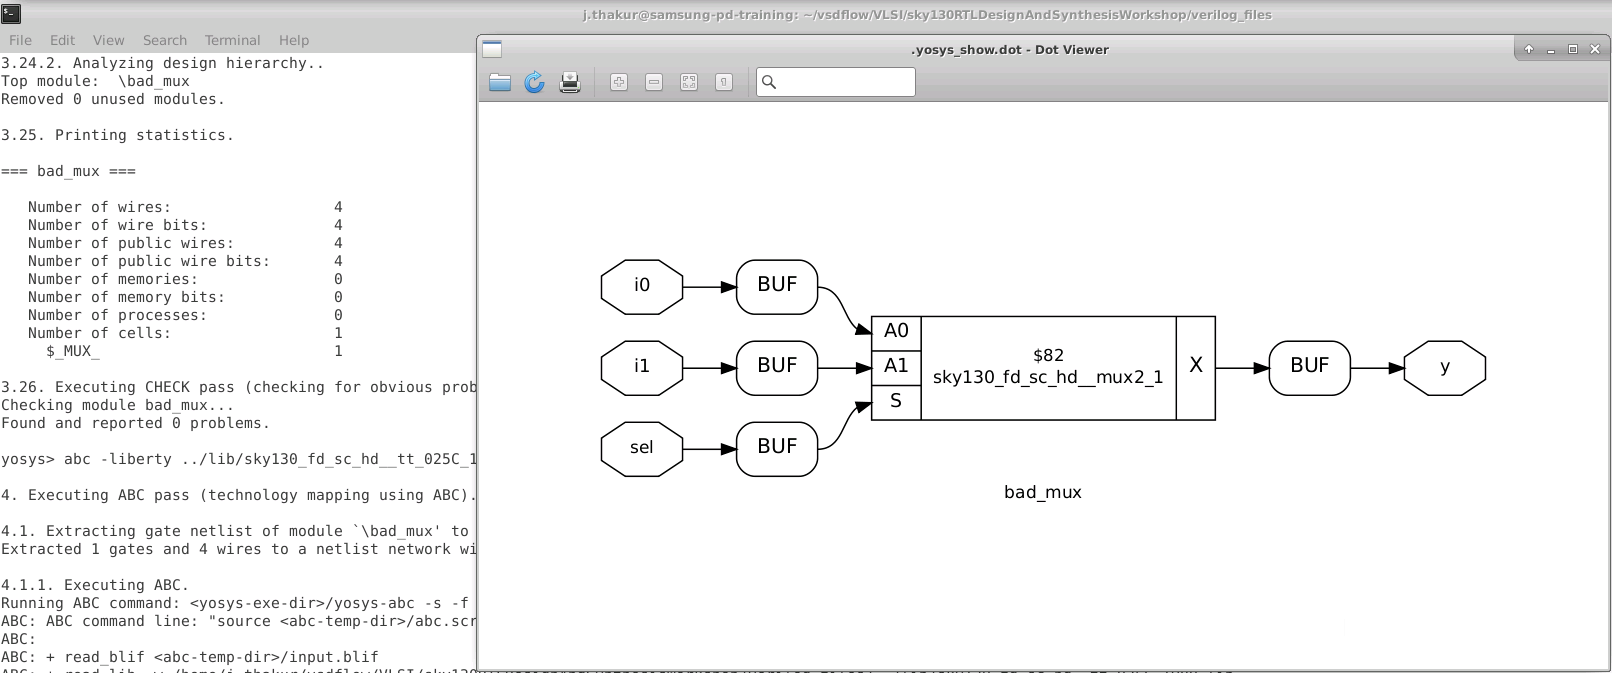 j.thakur@samsung-pd-training: ~/vsdflow/VLSI/sky130RTLDesignAndSynthesisWorkshop/verilog_files
File Edit View Search Terminal Help
3.24.2. Analyzing design hierarchy..
Top module:  \bad_mux
Removed 0 unused modules.
3.25. Printing statistics.
=== bad_mux ===
Number of wires: 4
Number of wire bits: 4
Number of public wires: 4
Number of public wire bits: 4
Number of memories: 0
Number of memory bits: 0
Number of processes: 0
Number of cells: 1
$_MUX_ 1
3.26. Executing CHECK pass (checking for obvious prob
Checking module bad_mux...
Found and reported 0 problems.
yosys> abc -liberty ../lib/sky130_fd_sc_hd__tt_025C_1
4. Executing ABC pass (technology mapping using ABC).
4.1. Extracting gate netlist of module `\bad_mux' to
Extracted 1 gates and 4 wires to a netlist network wi
4.1.1. Executing ABC.
Running ABC command: <yosys-exe-dir>/yosys-abc -s -f
ABC: ABC command line: "source <abc-temp-dir>/abc.scr
ABC:
ABC: + read_blif <abc-temp-dir>/input.blif
.yosys_show.dot - Dot Viewer
i0
BUF
i1
BUF
sel
BUF
A0
A1
S
$82
sky130_fd_sc_hd__mux2_1
X
BUF
y
bad_mux